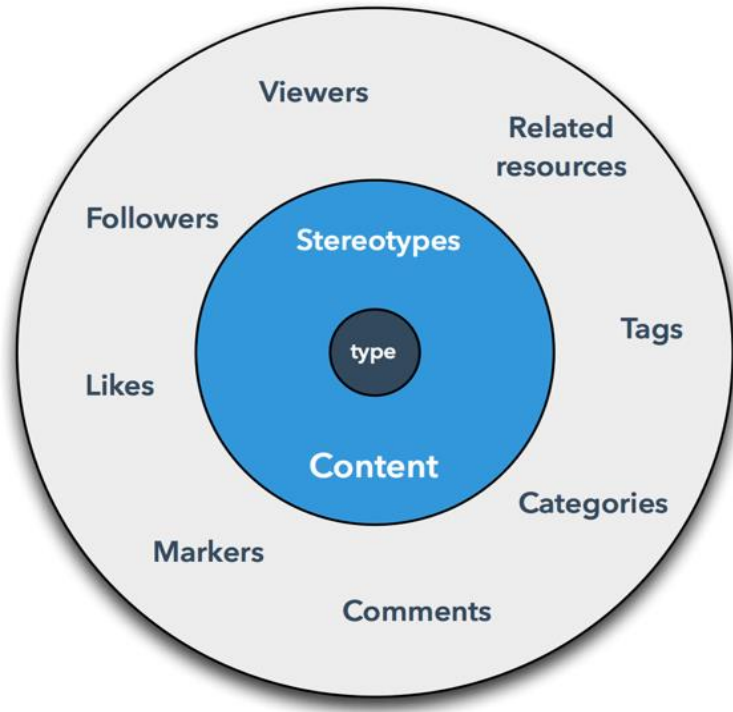 Viewers
Related
resources
Followers
Stereotypes
Tags
type
Likes
Content
Categories
Markers
Comments